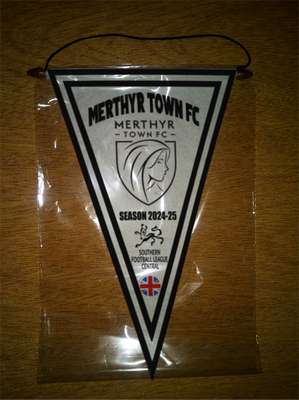 MERTHYR TOWN FC
MERTHYR
– TOWN FC –
SEASON 2024-25
SOUTHERN
FOOTBALL LEAGUE
CENTRAL